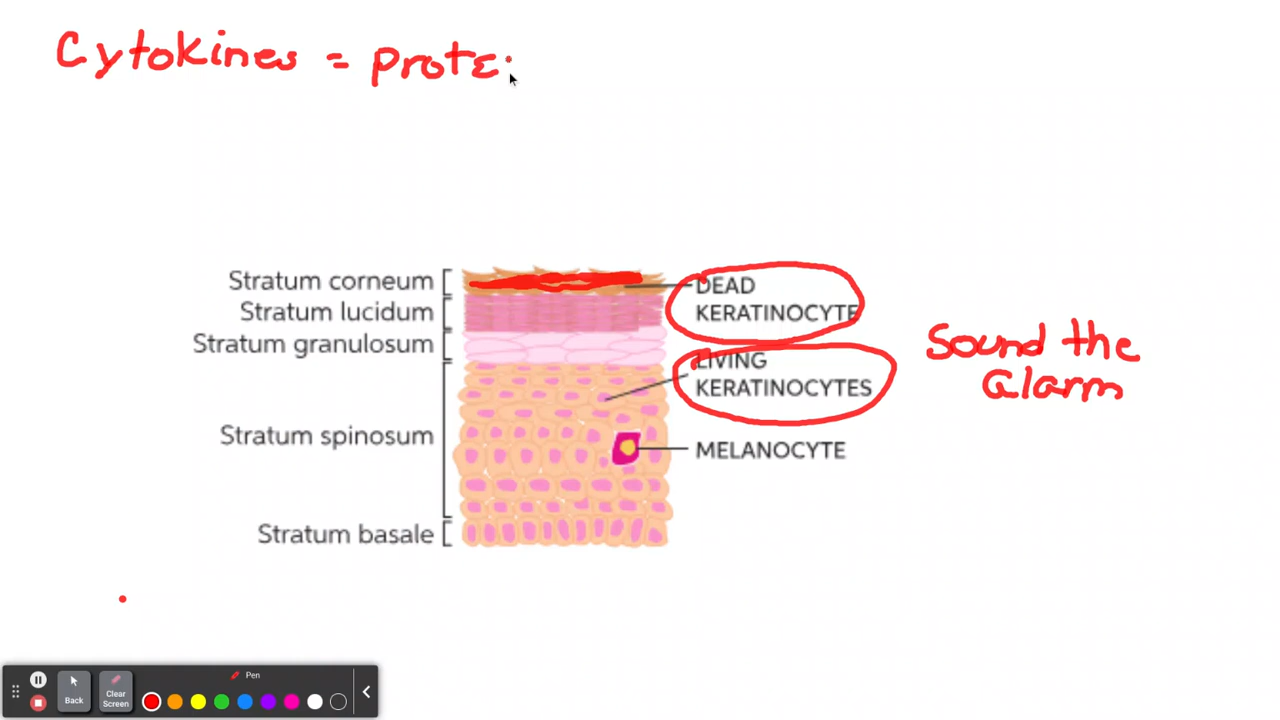 Cytokines = prote
Stratum corneum
DEAD
KERATINOCYTE
Stratum lucidum
Stratum granulosum
LIVING
KERATINOCYTES
Sound the
alarm
Stratum spinosum
MELANOCYTE
Stratum basale
Pen
Back
Clear
Screen